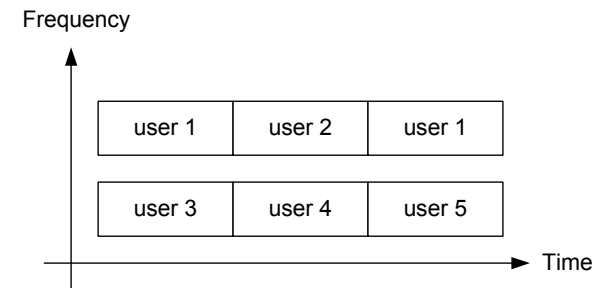 Frequency
user 1 user 2 user 1
user 3 user 4 user 5
Time